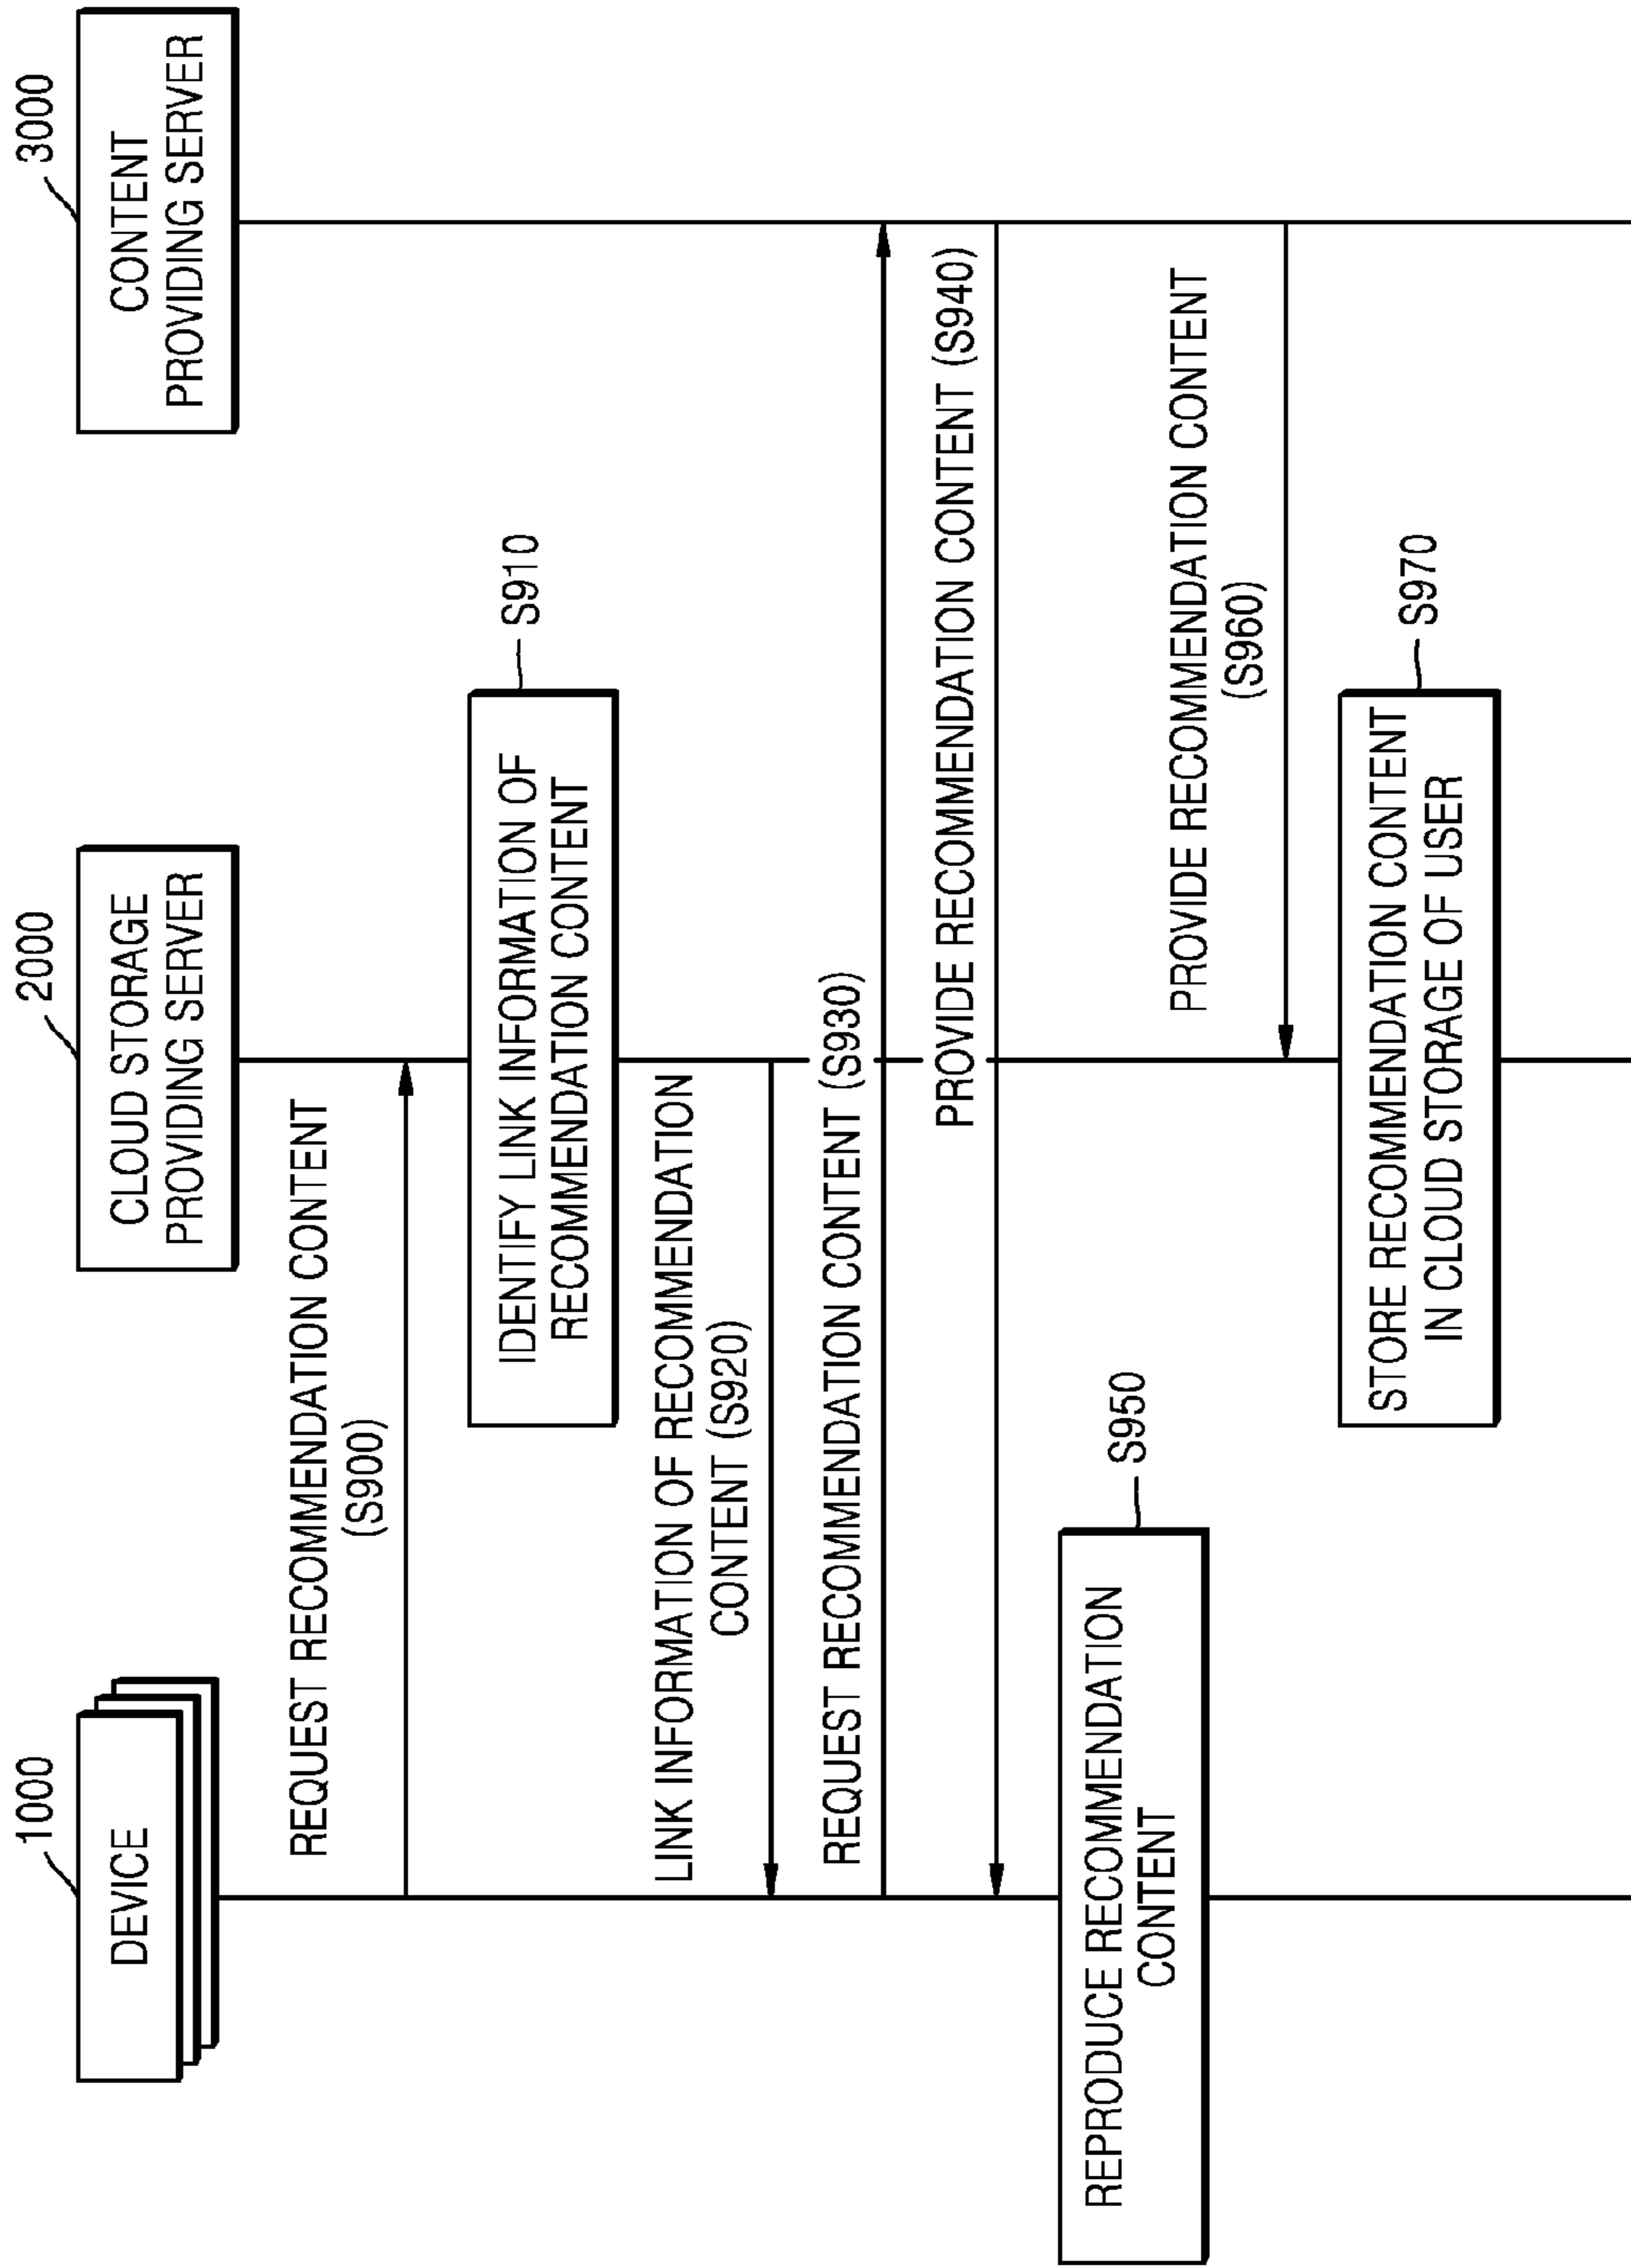 1000
DEVICE
2000
CLOUD STORAGE
PROVIDING SERVER
3000
CONTENT
PROVIDING SERVER
REQUEST RECOMMENDATION CONTENT
(S900)
S910
IDENTIFY LINK INFORMATION OF
RECOMMENDATION CONTENT
LINK INFORMATION OF RECOMMENDATION
CONTENT (S920)
REQUEST RECOMMENDATION CONTENT (S930)
PROVIDE RECOMMENDATION CONTENT (S940)
S950
REPRODUCE RECOMMENDATION
CONTENT
PROVIDE RECOMMENDATION CONTENT
(S960)
S970
STORE RECOMMENDATION CONTENT
IN CLOUD STORAGE OF USER